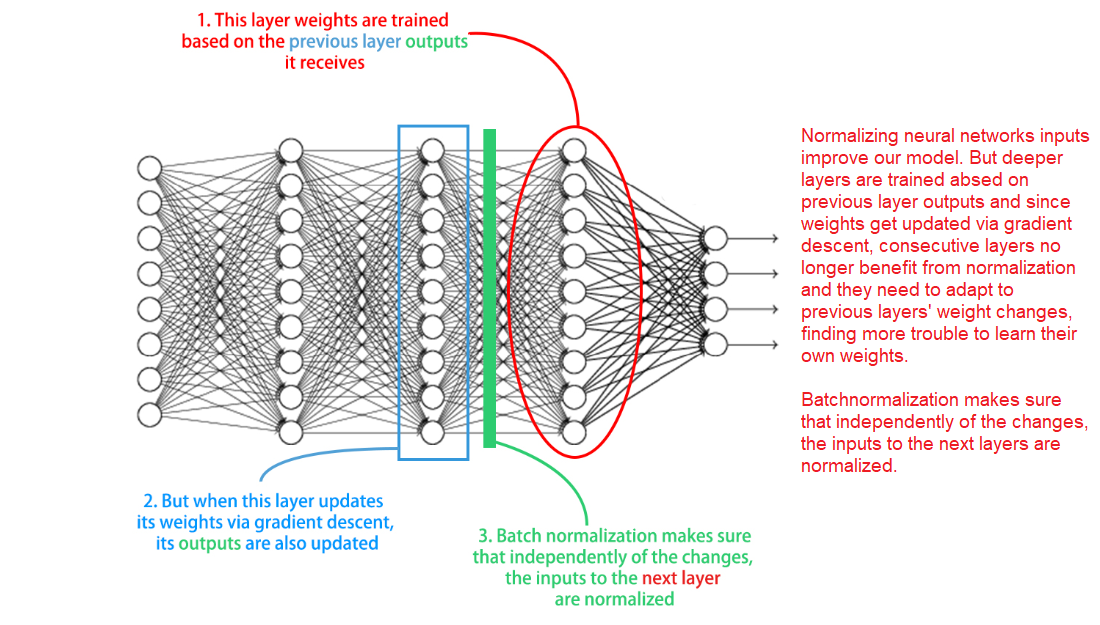 1. This layer weights are trained
based on the previous layer outputs
it receives
Normalizing neural networks inputs
improve our model. But deeper
layers are trained absed on
previous layer outputs and since
weights get updated via gradient
descent, consecutive layers no
longer benefit from normalization
and they need to adapt to
previous layers' weight changes,
finding more trouble to learn their
own weights.
Batchnormalization makes sure
that independently of the changes,
the inputs to the next layers are
normalized.
2. But when this layer updates
its weights via gradient descent,
its outputs are also updated
3. Batch normalization makes sure
that independently of the changes,
the inputs to the next layer
are normalized